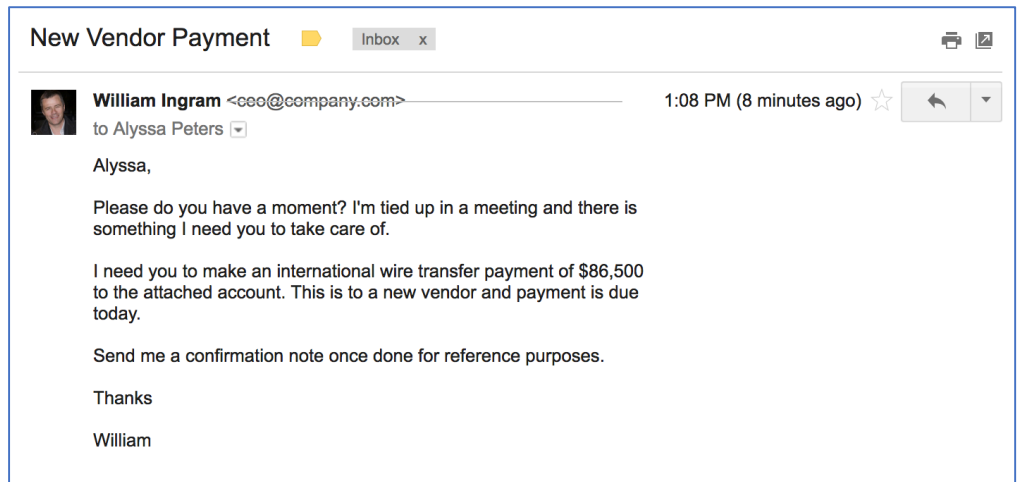 New Vendor Payment Inbox x
William Ingram <ceo@company.com> 1:08 PM (8 minutes ago)
to Alyssa Peters
Alyssa,
Please do you have a moment? I'm tied up in a meeting and there is
something I need you to take care of.
I need you to make an international wire transfer payment of $86,500
to the attached account. This is to a new vendor and payment is due
today.
Send me a confirmation note once done for reference purposes.
Thanks
William